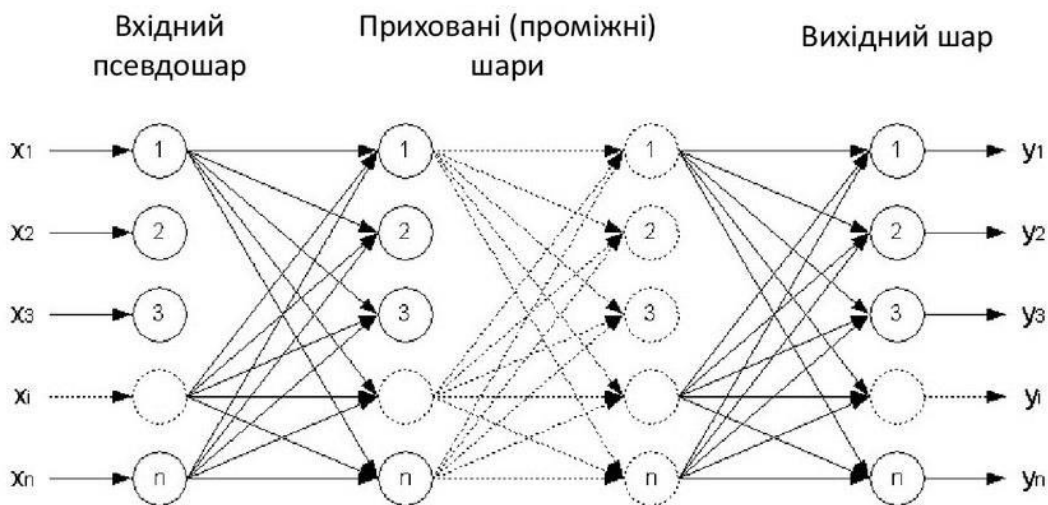 Вхідний
псевдошар
Приховані (проміжні)
шари
Вихідний шар
x1 1 1 1 1 y1
x2 2 2 2 2 y2
x3 3 3 3 3 y3
xi yi
xn n n n n yn